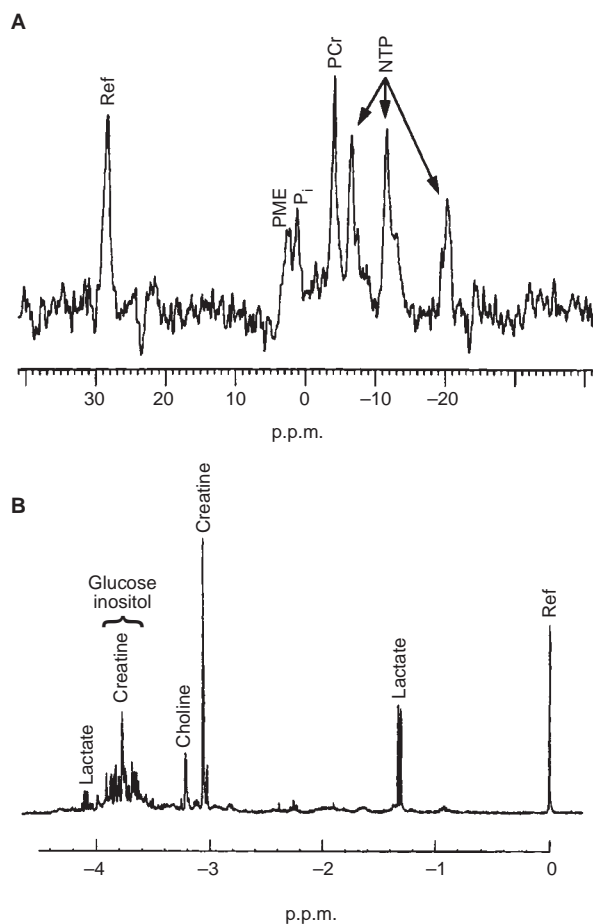 A
Ref
PME
Pi
PCr
NTP
30 20 10 0 –10 –20
p.p.m.
B
Lactate
Glucose
inositol
Creatine
Choline
Creatine
Lactate
Ref
–4 –3 –2 –1 0
p.p.m.